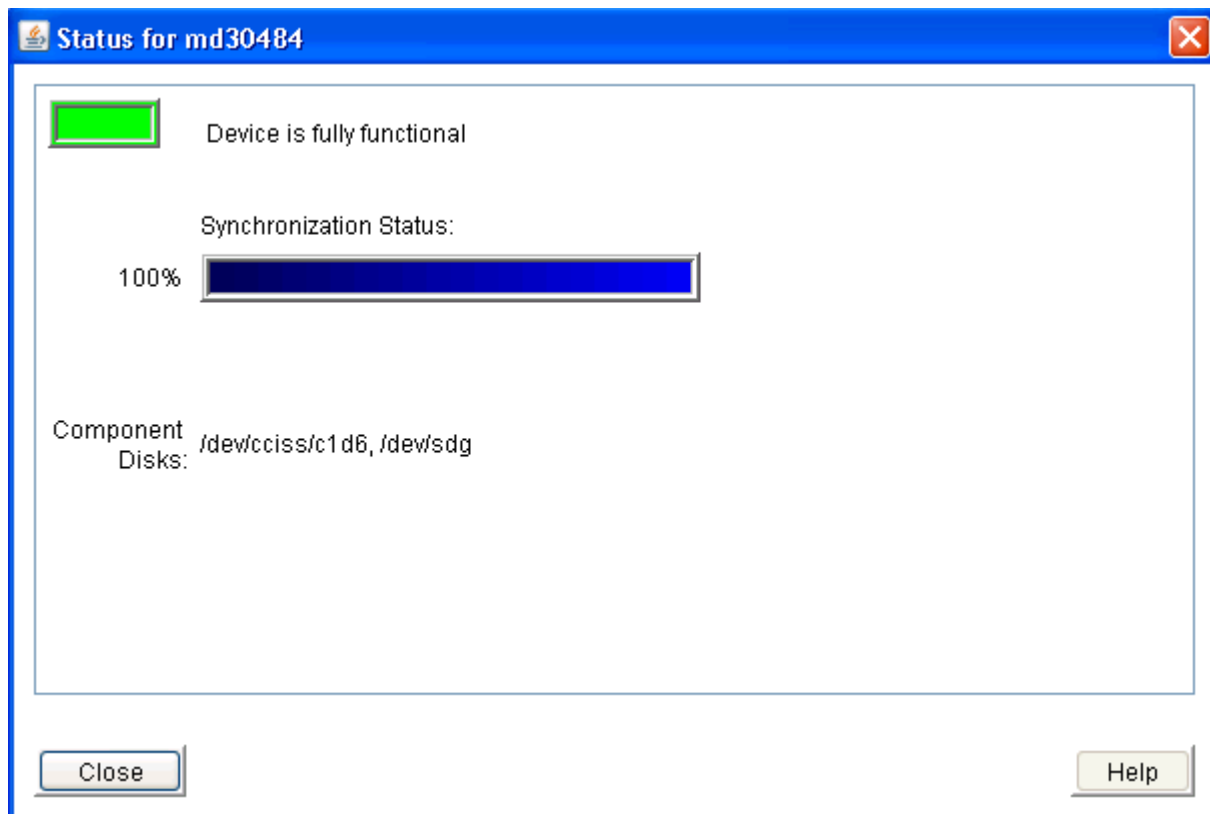 Status for md30484
Device is fully functional
Synchronization Status:
100%
Component
Disks:
/dev/cciss/c1d6, /dev/sdg
Close
Help